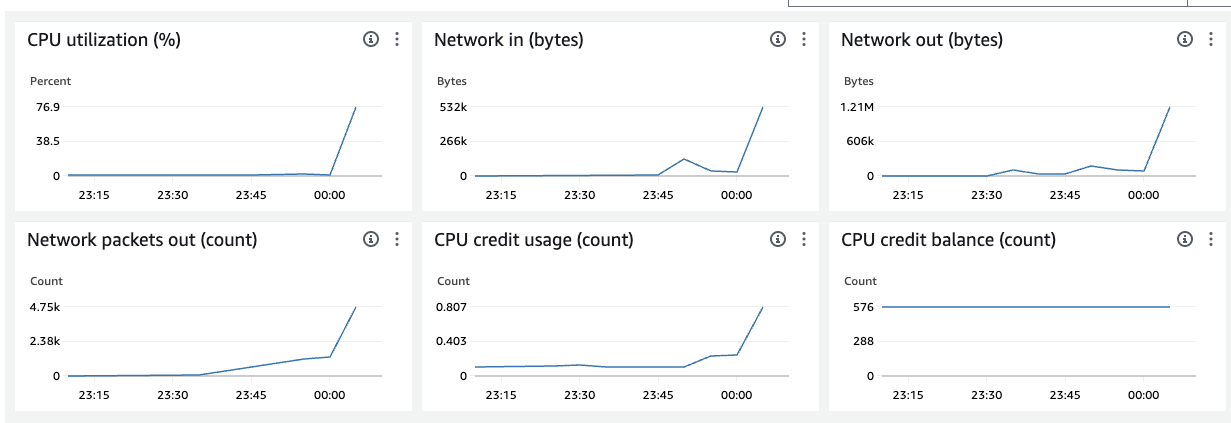 CPU utilization (%)
Percent
76.9
38.5
0
23:15 23:30 23:45 00:00
Network in (bytes)
Bytes
532k
266k
0
23:15 23:30 23:45 00:00
Network out (bytes)
Bytes
1.21M
606k
0
23:15 23:30 23:45 00:00
Network packets out (count)
Count
4.75k
2.38k
0
23:15 23:30 23:45 00:00
CPU credit usage (count)
Count
0.807
0.403
0
23:15 23:30 23:45 00:00
CPU credit balance (count)
Count
576
288
0
23:15 23:30 23:45 00:00